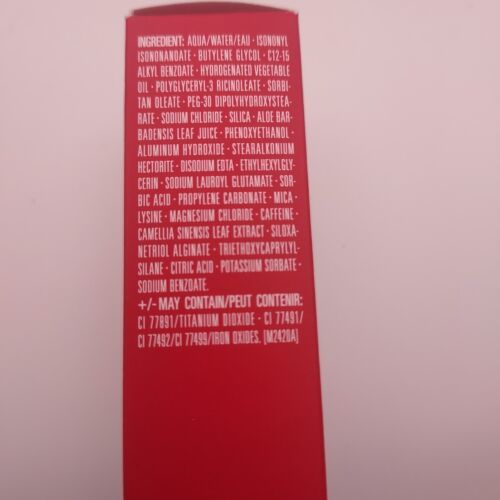 INGREDIENT: AQUA/WATER/EAU · ISONONYL
ISONONANOATE · BUTYLENE GLYCOL · C12-15
ALKYL BENZOATE · HYDROGENATED VEGETABLE
OIL · POLYGLYCERYL-3 RICINOLEATE · SORBI-
TAN OLEATE · PEG-30 DIPOLYHYDROXYSTEA-
RATE · SODIUM CHLORIDE · SILICA · ALOE BAR-
BADENSIS LEAF JUICE · PHENOXYETHANOL ·
ALUMINUM HYDROXIDE · STEARALKONIUM
HECTORITE · DISODIUM EDTA · ETHYLHEXYLGLY-
CERIN · SODIUM LAUROYL GLUTAMATE · SOR-
BIC ACID · PROPYLENE CARBONATE · MICA ·
LYSINE · MAGNESIUM CHLORIDE · CAFFEINE ·
CAMELLIA SINENSIS LEAF EXTRACT · SILOXA-
NETRIOL ALGINATE · TRIETHOXYCAPRYLYL-
SILANE · CITRIC ACID · POTASSIUM SORBATE ·
SODIUM BENZOATE.
+/- MAY CONTAIN/PEUT CONTENIR:
CI 77891/TITANIUM DIOXIDE · CI 77491/
CI 77492/CI 77499/IRON OXIDES. [M2420A]